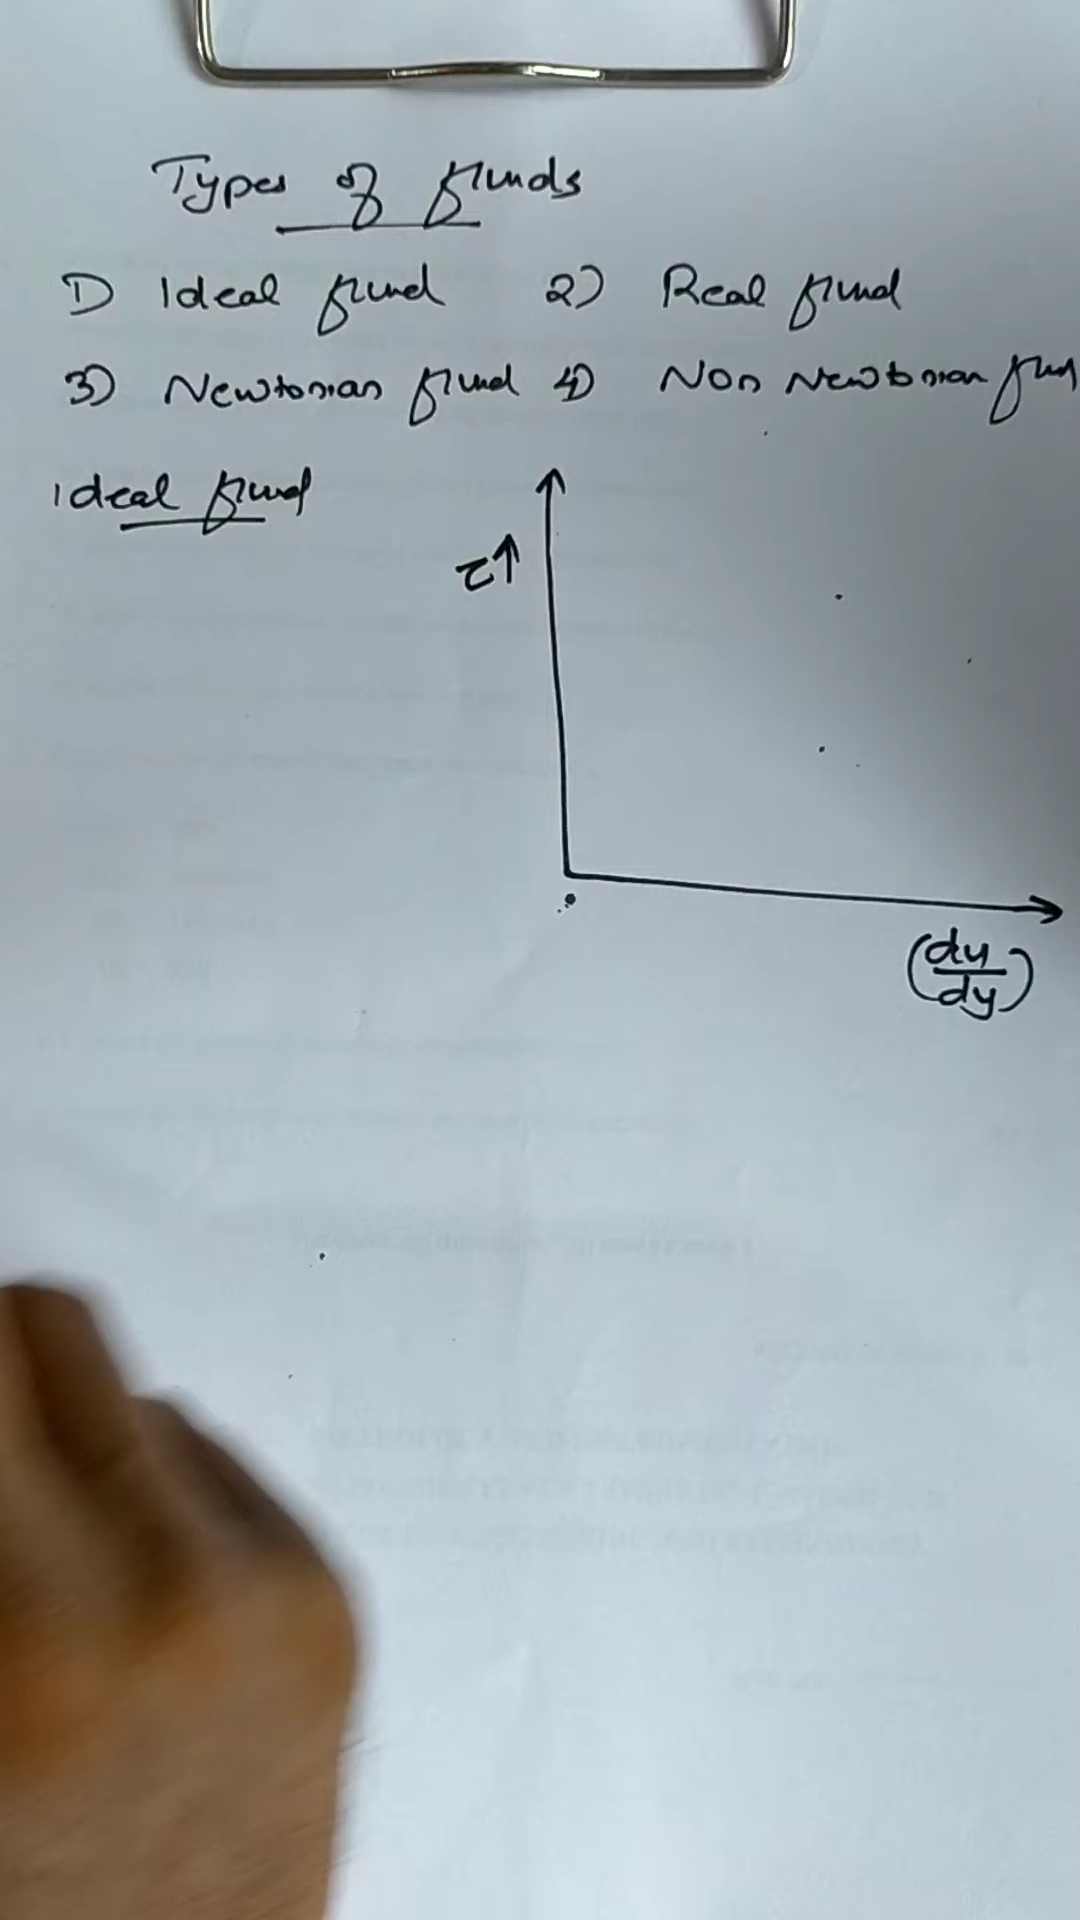 Types of fluids
1) Ideal fluid 2) Real fluid
3) Newtonian fluid 4) Non Newtonian flui
Ideal fluid
τ↑
(du/dy)